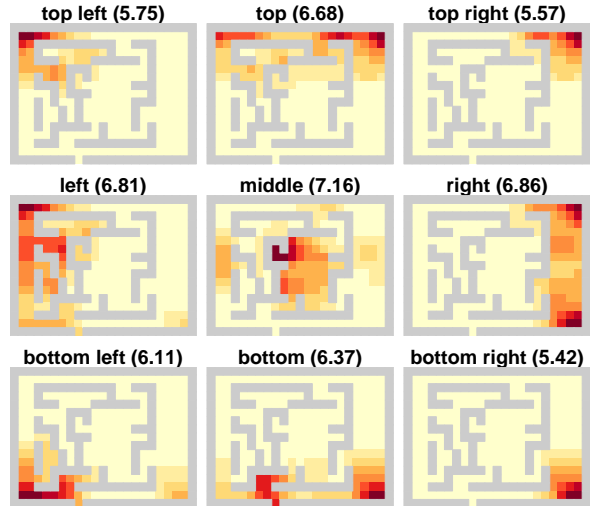 top left (5.75) top (6.68) top right (5.57)
left (6.81) middle (7.16) right (6.86)
bottom left (6.11) bottom (6.37) bottom right (5.42)